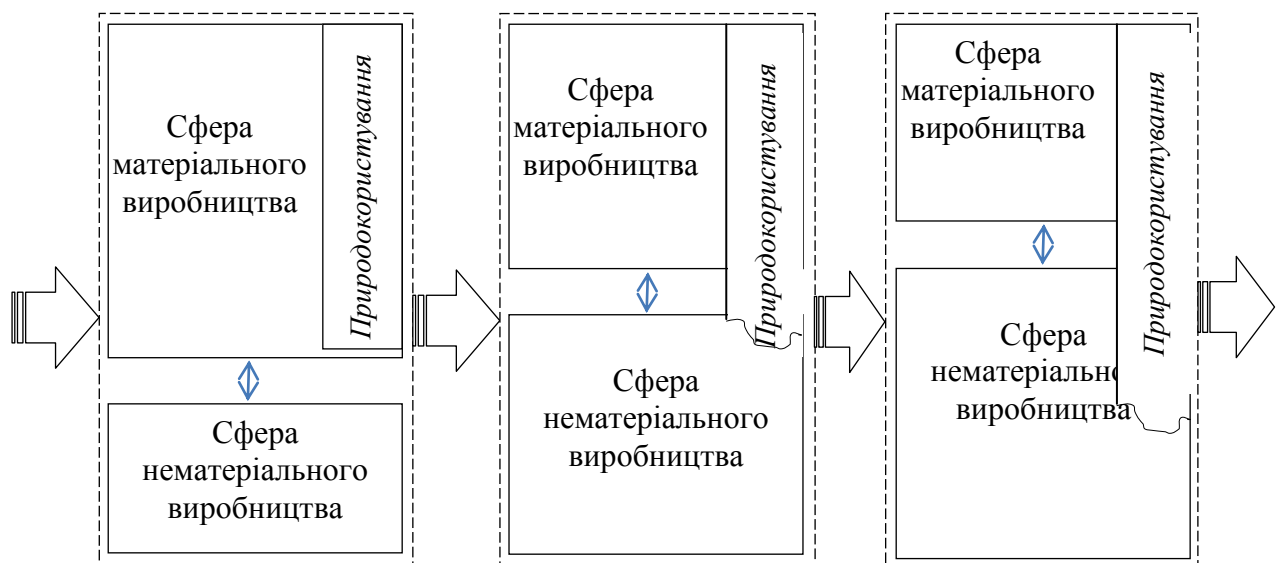 Сфера
матеріального
виробництва
Природокористування
Сфера
нематеріального
виробництва
Сфера
матеріального
виробництва
Природокористування
Сфера
нематеріального
виробництва
Сфера
матеріального
виробництва
Природокористування
Сфера
нематеріально
виробництва